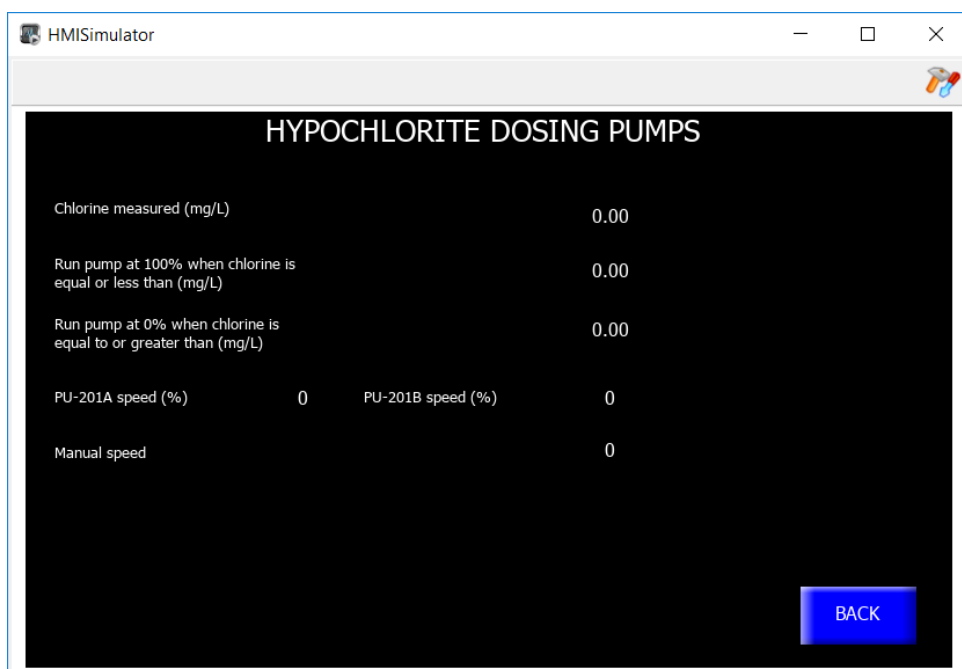 HMISimulator
HYPOCHLORITE DOSING PUMPS
Chlorine measured (mg/L) 0.00
Run pump at 100% when chlorine is
equal or less than (mg/L) 0.00
Run pump at 0% when chlorine is
equal to or greater than (mg/L) 0.00
PU-201A speed (%) 0 PU-201B speed (%) 0
Manual speed 0
BACK